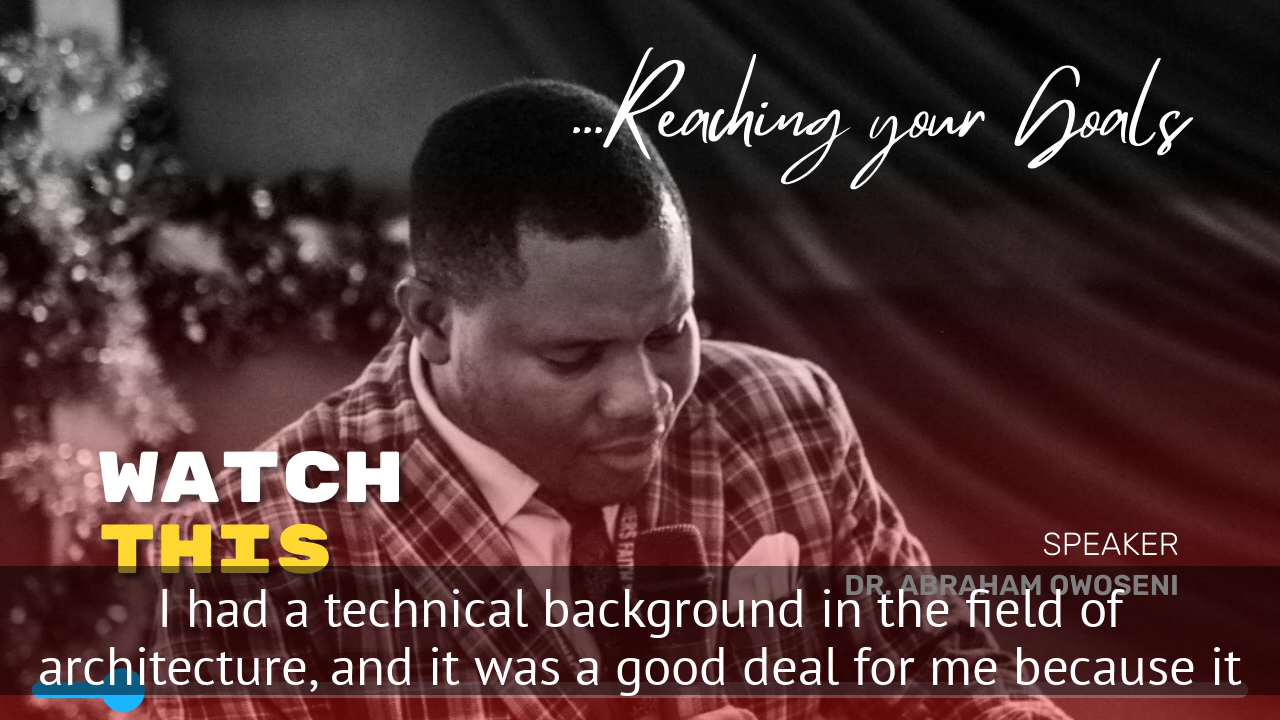 ...Reaching your Goals
WATCH
THIS
SPEAKER
DR. ABRAHAM OWOSENI
I had a technical background in the field of
architecture, and it was a good deal for me because it